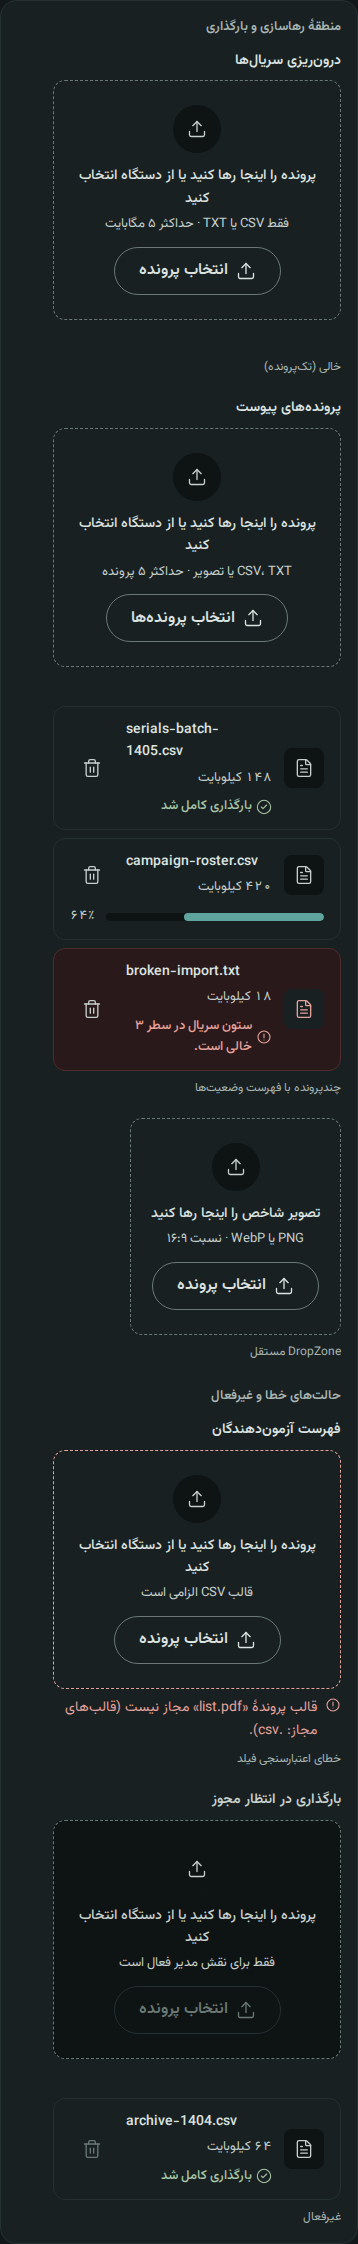 منطقهٔ رهاسازی و بارگذاری
درون‌ریزی سریال‌ها
پرونده را اینجا رها کنید یا از دستگاه انتخاب
کنید
فقط CSV یا TXT · حداکثر ۵ مگابایت
انتخاب پرونده
خالی (تک‌پرونده)
پرونده‌های پیوست
پرونده را اینجا رها کنید یا از دستگاه انتخاب
کنید
CSV، TXT یا تصویر · حداکثر ۵ پرونده
انتخاب پرونده‌ها
serials-batch-
1405.csv
۱۴۸ کیلوبایت
بارگذاری کامل شد
campaign-roster.csv
۴۲۰ کیلوبایت
۶۴٪
broken-import.txt
۱۸ کیلوبایت
ستون سریال در سطر ۳
خالی است.
چندپرونده با فهرست وضعیت‌ها
تصویر شاخص را اینجا رها کنید
PNG یا WebP · نسبت ۱۶:۹
انتخاب پرونده
DropZone مستقل
حالت‌های خطا و غیرفعال
فهرست آزمون‌دهندگان
پرونده را اینجا رها کنید یا از دستگاه انتخاب
کنید
قالب CSV الزامی است
انتخاب پرونده
قالب پروندهٔ «list.pdf» مجاز نیست (قالب‌های
مجاز: .csv).
خطای اعتبارسنجی فیلد
بارگذاری در انتظار مجوز
پرونده را اینجا رها کنید یا از دستگاه انتخاب
کنید
فقط برای نقش مدیر فعال است
انتخاب پرونده
archive-1404.csv
۶۴ کیلوبایت
بارگذاری کامل شد
غیرفعال